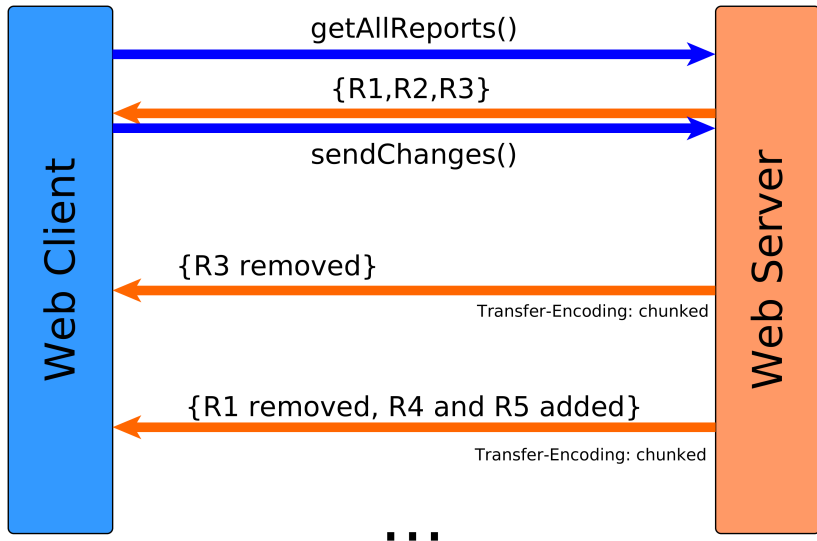 getAllReports()
{R1,R2,R3}
sendChanges()
Web Client
Web Server
{R3 removed}
Transfer-Encoding: chunked
{R1 removed, R4 and R5 added}
Transfer-Encoding: chunked
...